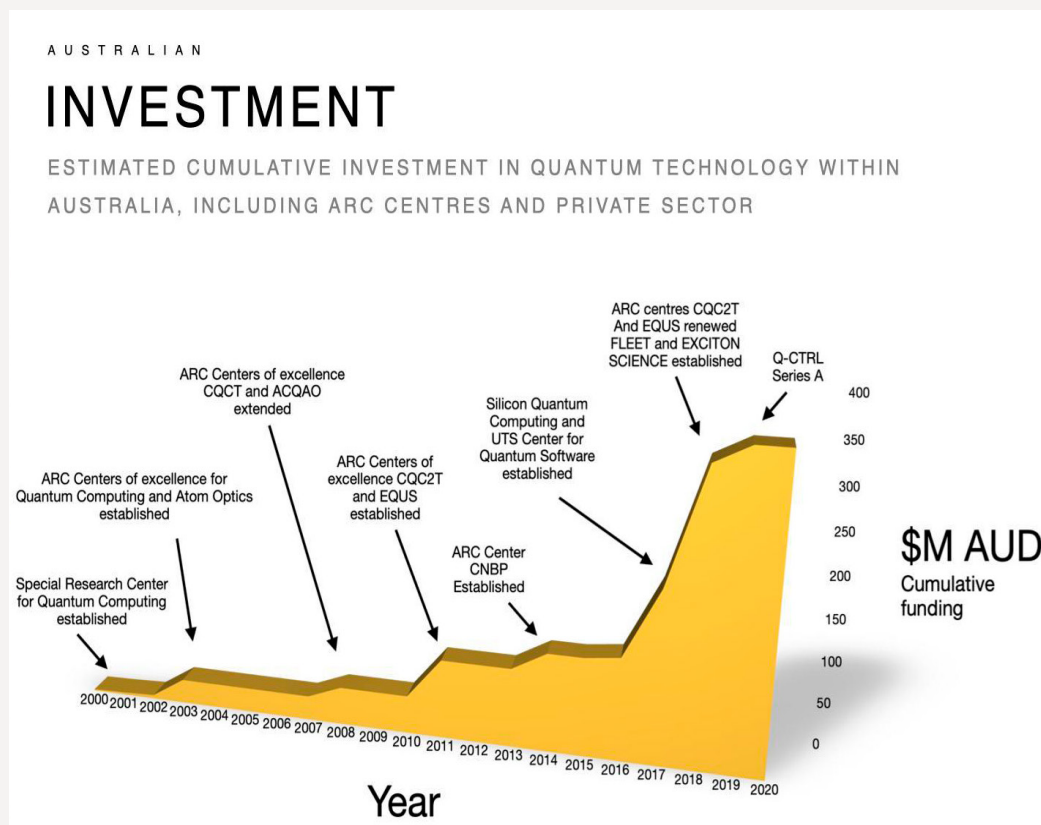 AUSTRALIAN
INVESTMENT
ESTIMATED CUMULATIVE INVESTMENT IN QUANTUM TECHNOLOGY WITHIN
AUSTRALIA, INCLUDING ARC CENTRES AND PRIVATE SECTOR
ARC centres CQC2T
And EQUS renewed
FLEET and EXCITON
SCIENCE established
Q-CTRL
Series A
ARC Centers of excellence
CQCT and ACQAO
extended
Silicon Quantum
Computing and
UTS Center for
Quantum Software
established
ARC Centers of
excellence CQC2T
and EQUS
established
ARC Centers of excellence for
Quantum Computing and Atom Optics
established
ARC Center
CNBP
Established
Special Research Center
for Quantum Computing
established
400
350
300
250
200
150
100
50
0
$M AUD
Cumulative
funding
2000 2001 2002 2003 2004 2005 2006 2007 2008 2009 2010 2011 2012 2013 2014 2015 2016 2017 2018 2019 2020
Year